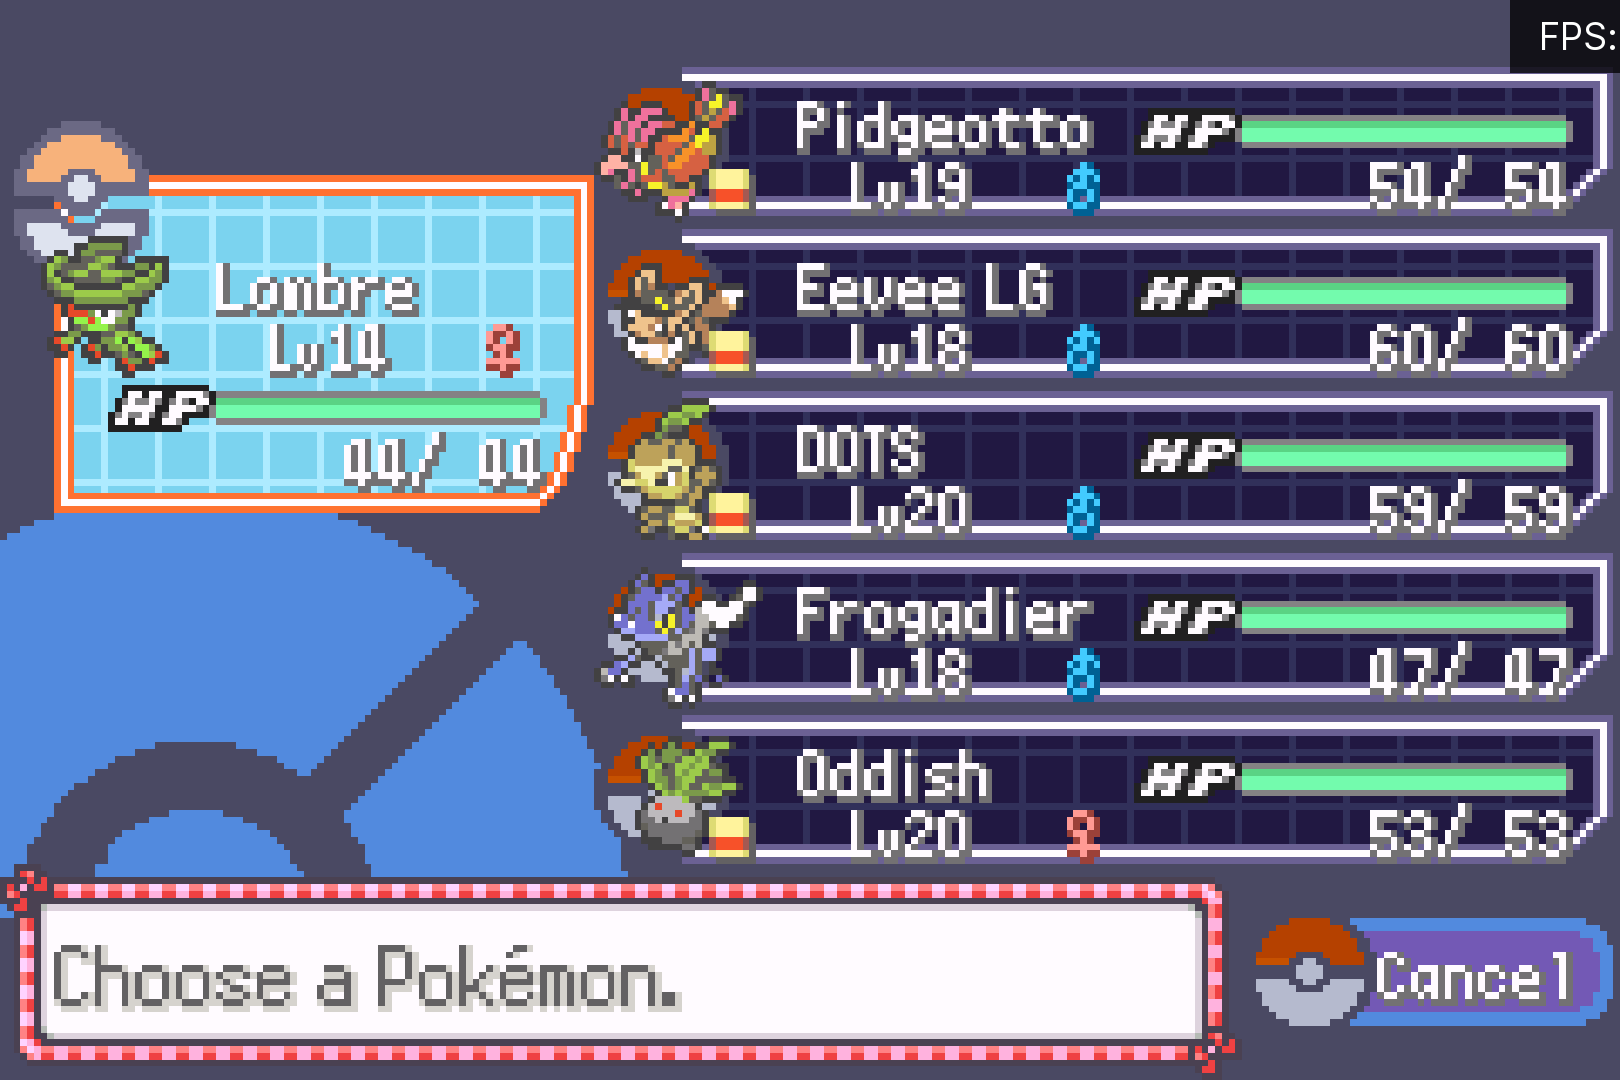 FPS:
Lombre
Lv14 ♀
HP
44/ 44
Pidgeotto HP
Lv19 ♂ 54/ 54
Eevee LG HP
Lv18 ♂ 60/ 60
DOTS HP
Lv20 ♂ 59/ 59
Frogadier HP
Lv18 ♂ 47/ 47
Oddish HP
Lv20 ♀ 53/ 53
Choose a Pokémon.
Cancel